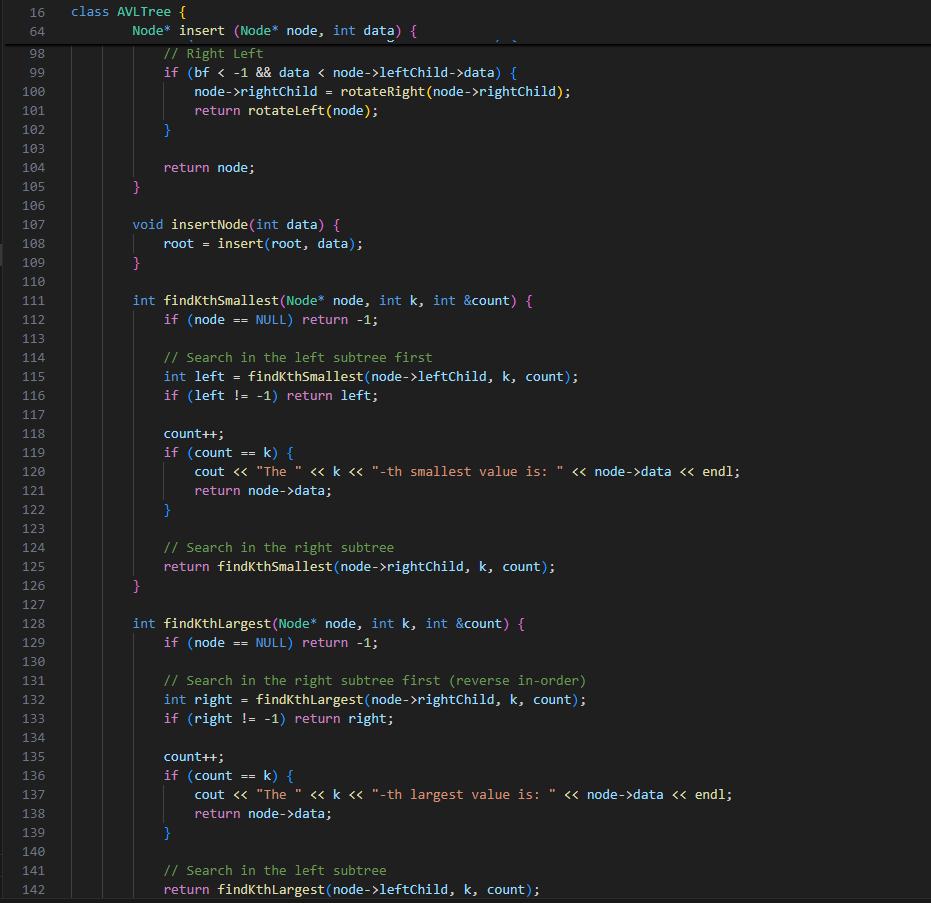 16 class AVLTree {
64 Node* insert (Node* node, int data) {
98 // Right Left
99 if (bf < -1 && data < node->leftChild->data) {
100 node->rightChild = rotateRight(node->rightChild);
101 return rotateLeft(node);
102 }
103
104 return node;
105 }
106
107 void insertNode(int data) {
108 root = insert(root, data);
109 }
110
111 int findKthSmallest(Node* node, int k, int &count) {
112 if (node == NULL) return -1;
113
114 // Search in the left subtree first
115 int left = findKthSmallest(node->leftChild, k, count);
116 if (left != -1) return left;
117
118 count++;
119 if (count == k) {
120 cout << "The " << k << "-th smallest value is: " << node->data << endl;
121 return node->data;
122 }
123
124 // Search in the right subtree
125 return findKthSmallest(node->rightChild, k, count);
126 }
127
128 int findKthLargest(Node* node, int k, int &count) {
129 if (node == NULL) return -1;
130
131 // Search in the right subtree first (reverse in-order)
132 int right = findKthLargest(node->rightChild, k, count);
133 if (right != -1) return right;
134
135 count++;
136 if (count == k) {
137 cout << "The " << k << "-th largest value is: " << node->data << endl;
138 return node->data;
139 }
140
141 // Search in the left subtree
142 return findKthLargest(node->leftChild, k, count);